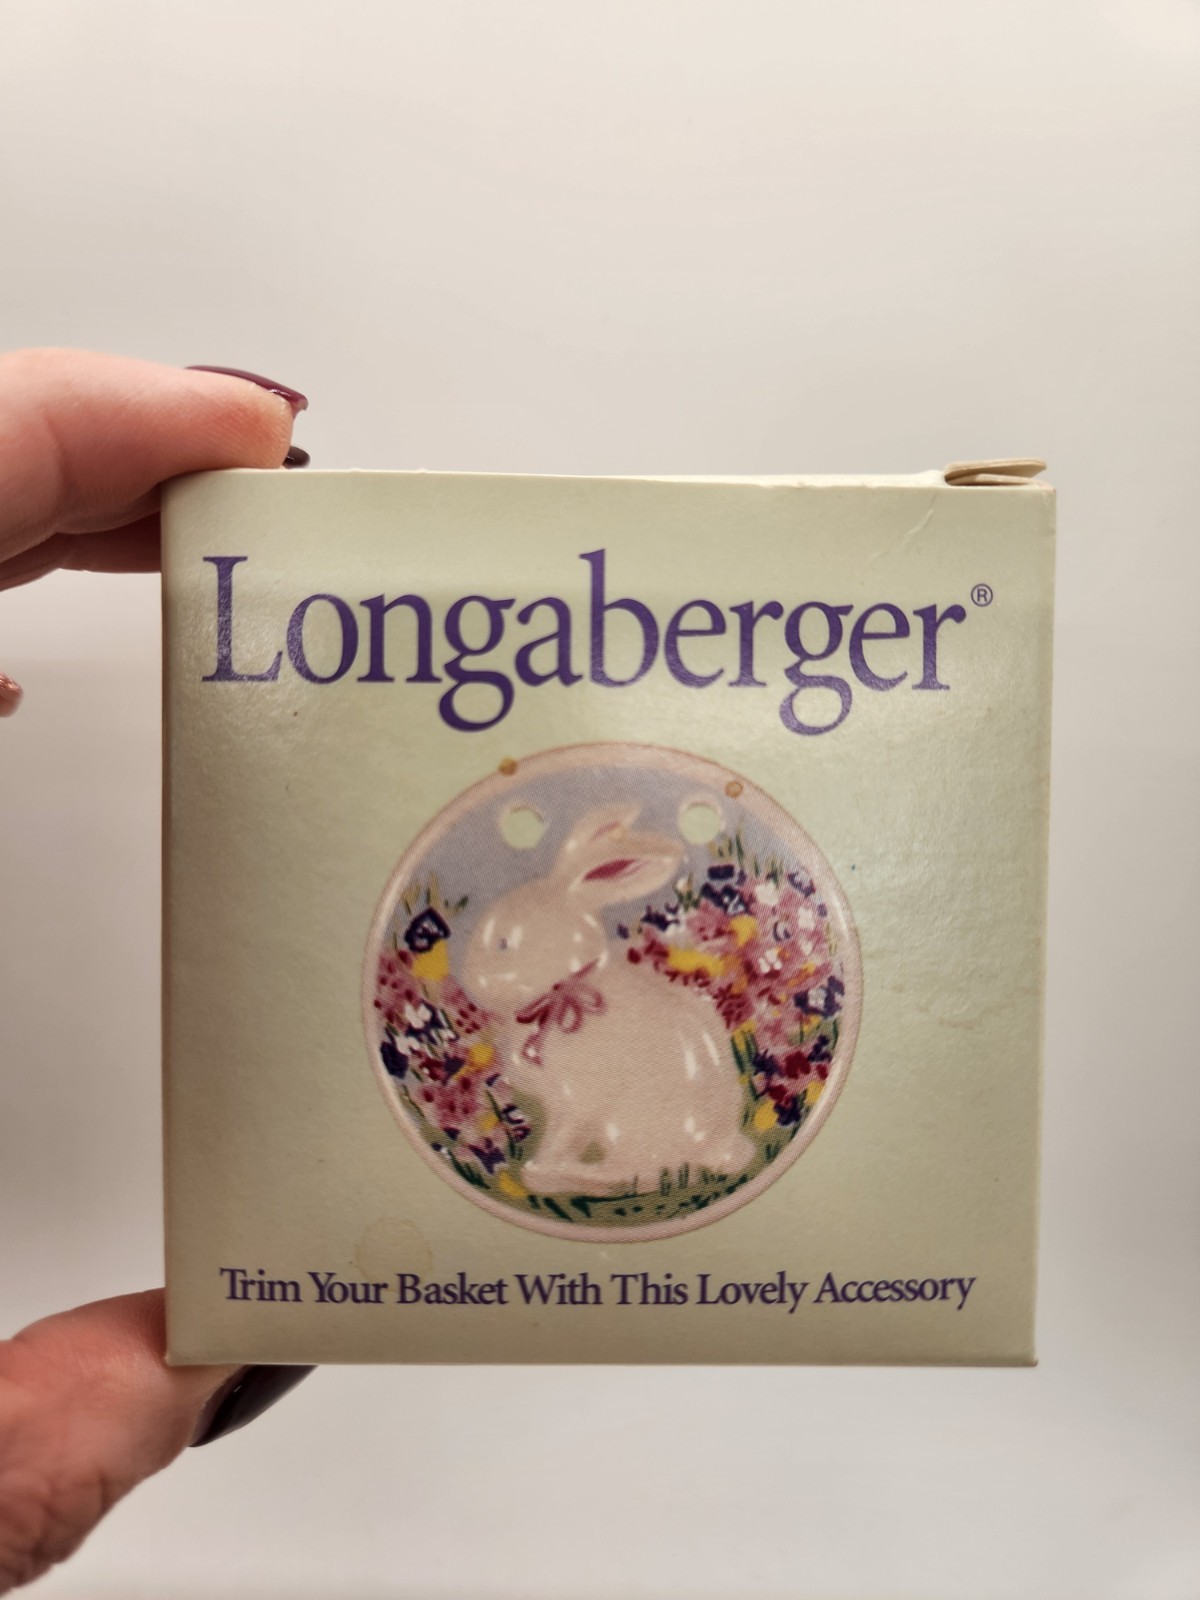 Longaberger®
Trim Your Basket With This Lovely Accessory